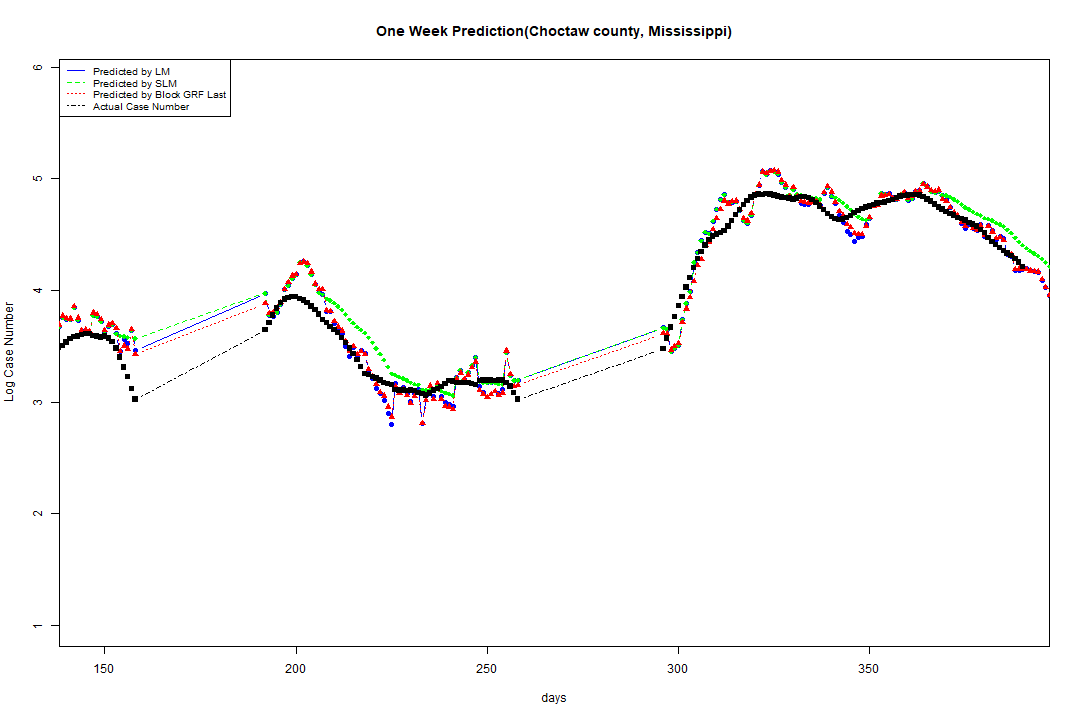 One Week Prediction(Choctaw county, Mississippi)
Predicted by LM
Predicted by SLM
Predicted by Block GRF Last
Actual Case Number
6
5
4
3
2
1
Log Case Number
150
200
250
300
350
days